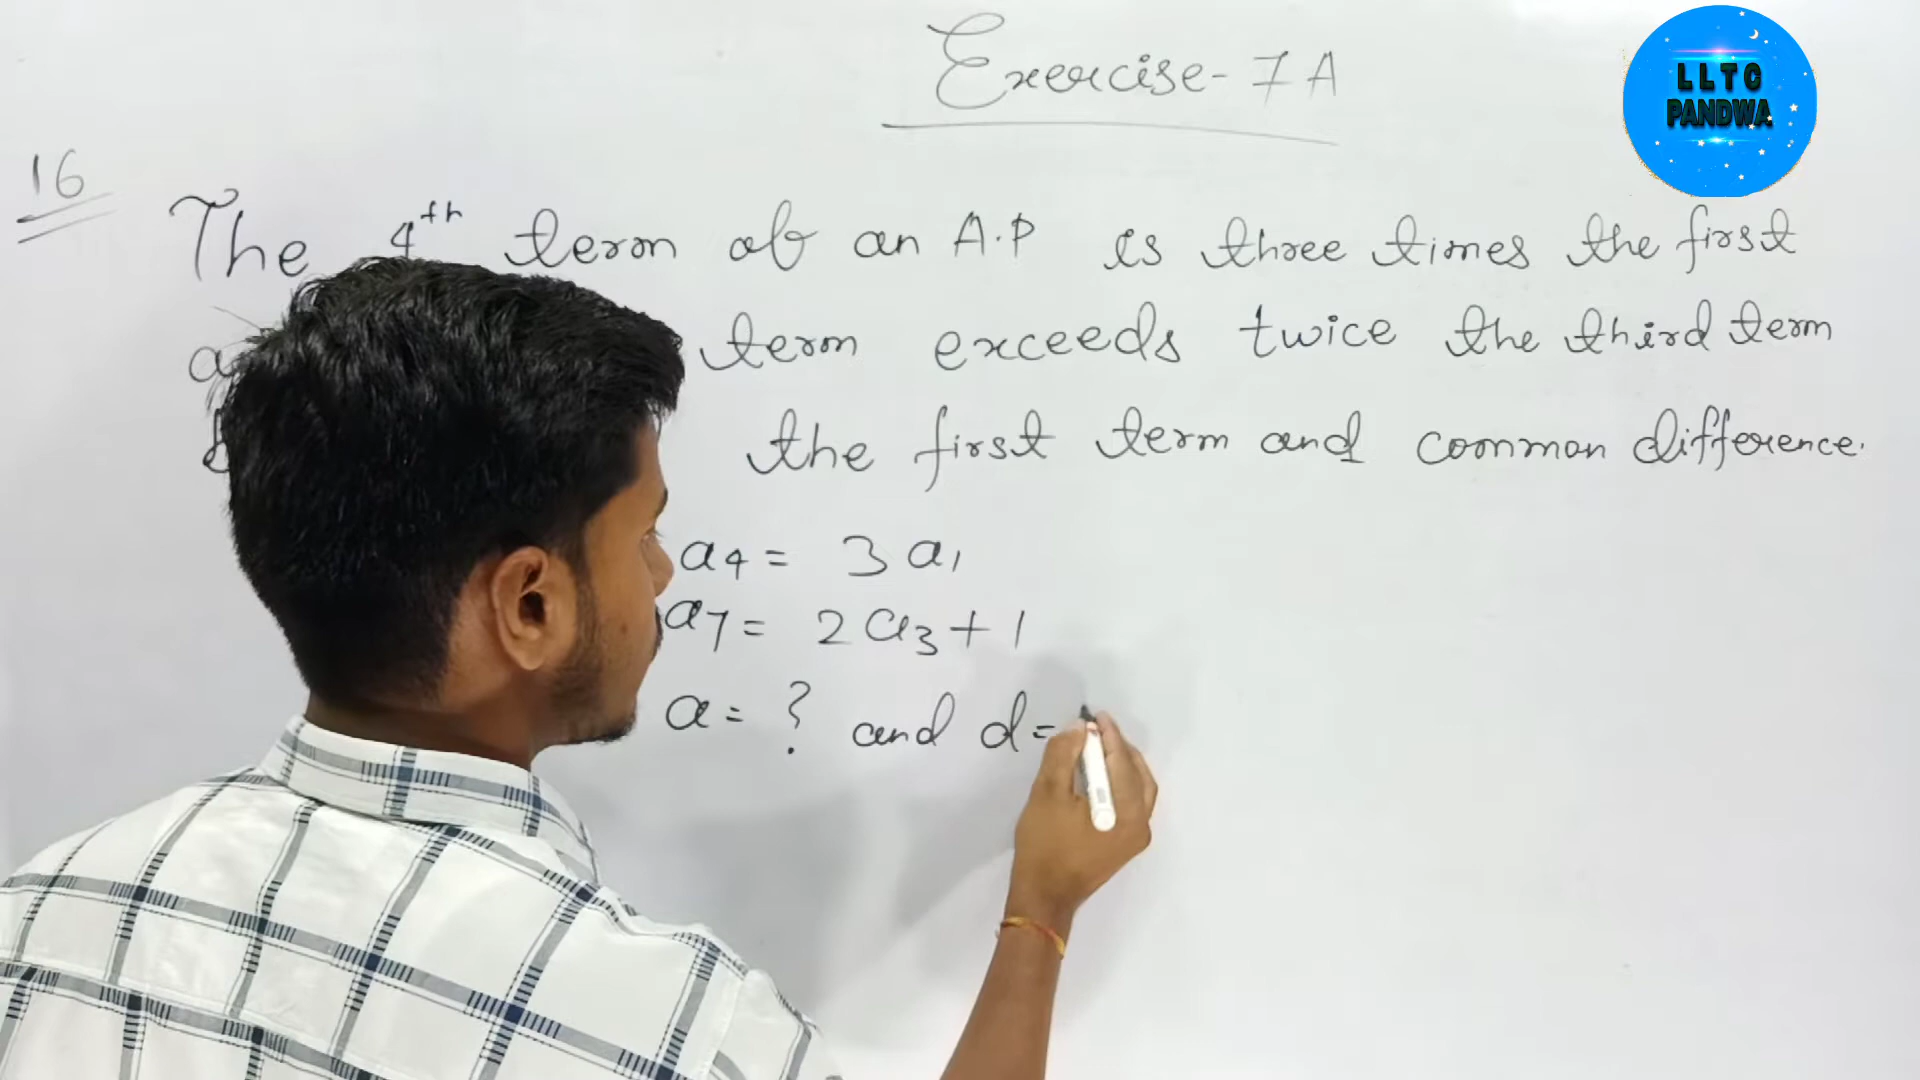 Exercise-7A
LLTC
PANDWA
16
The 4th term of an A.P is three times the first
term exceeds twice the third term
the first term and common difference.
a4 = 3a1
a7 = 2a3+1
a = ? and d =